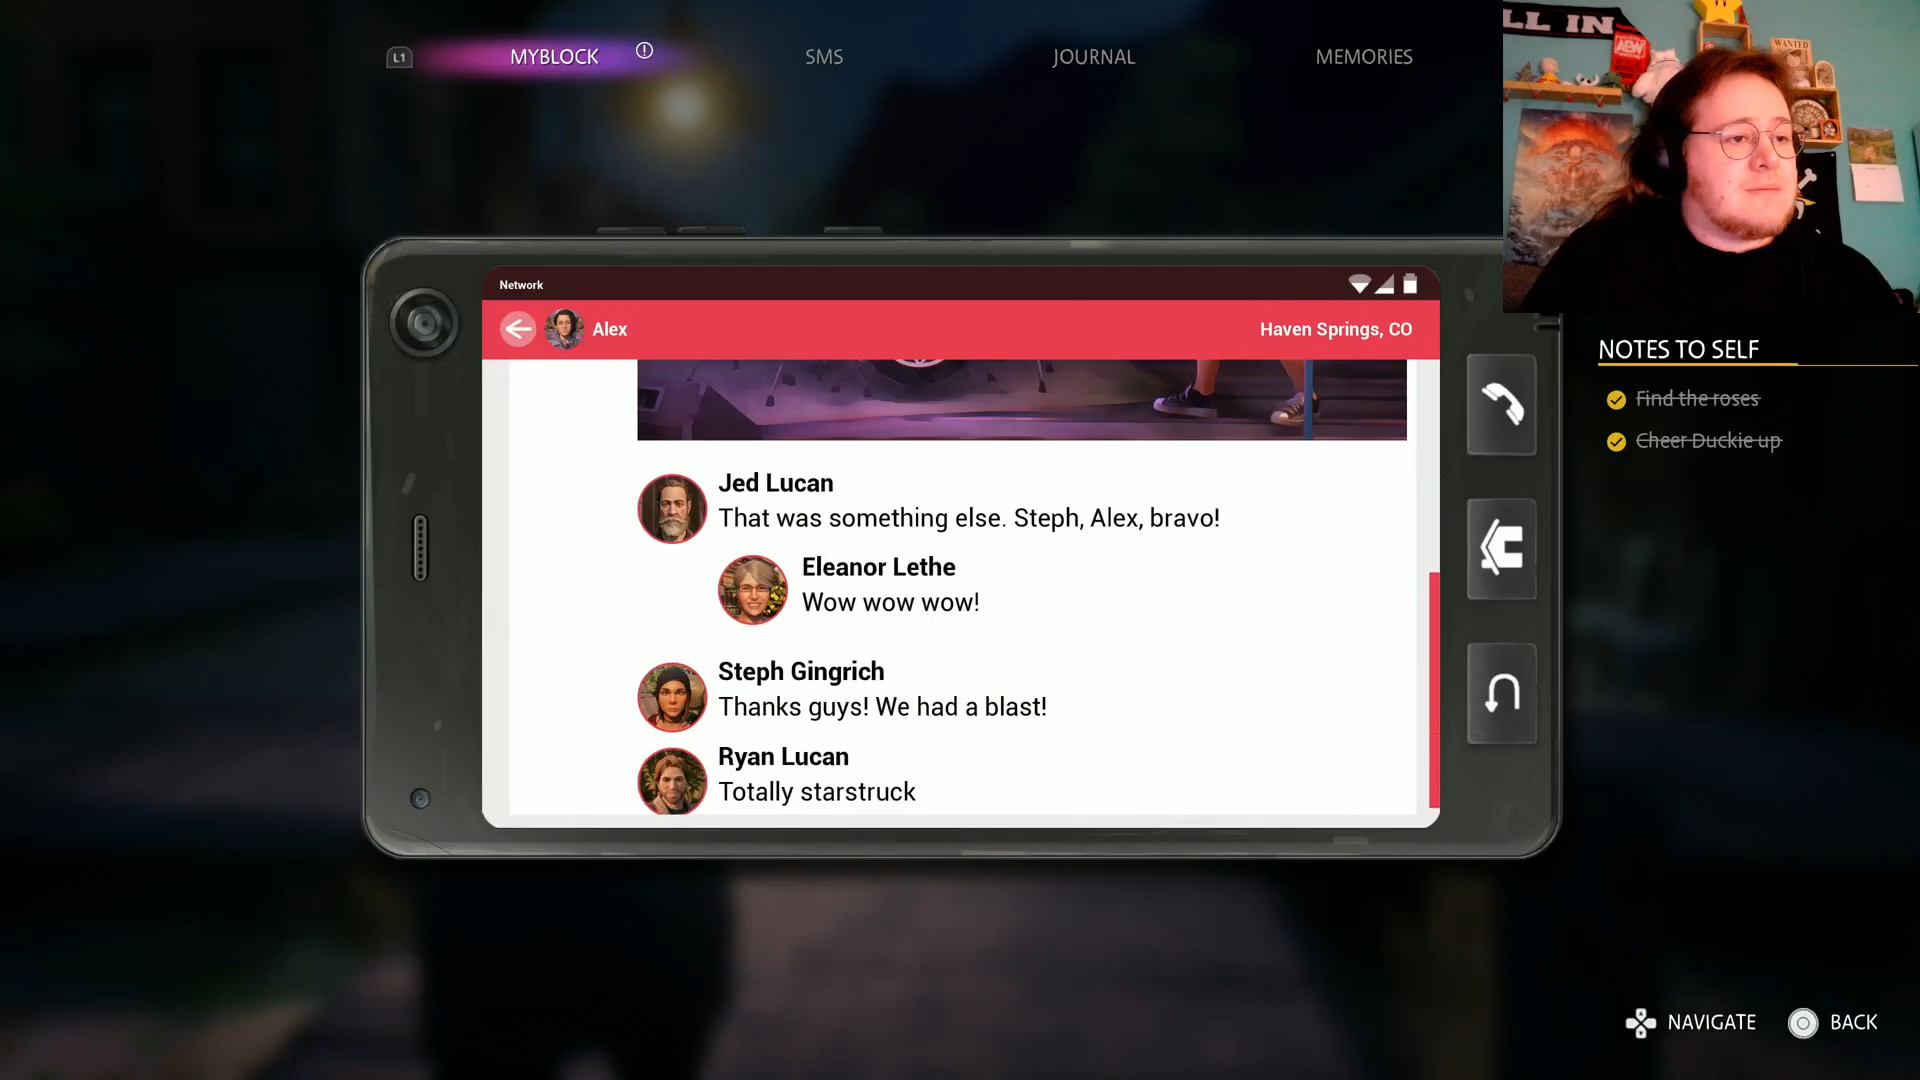 L1
MYBLOCK
SMS
JOURNAL
MEMORIES
LL IN
AEW
WANTED
Network
Alex
Haven Springs, CO
NOTES TO SELF
Find the roses
Cheer Duckie up
Jed Lucan
That was something else. Steph, Alex, bravo!
Eleanor Lethe
Wow wow wow!
Steph Gingrich
Thanks guys! We had a blast!
Ryan Lucan
Totally starstruck
NAVIGATE
BACK